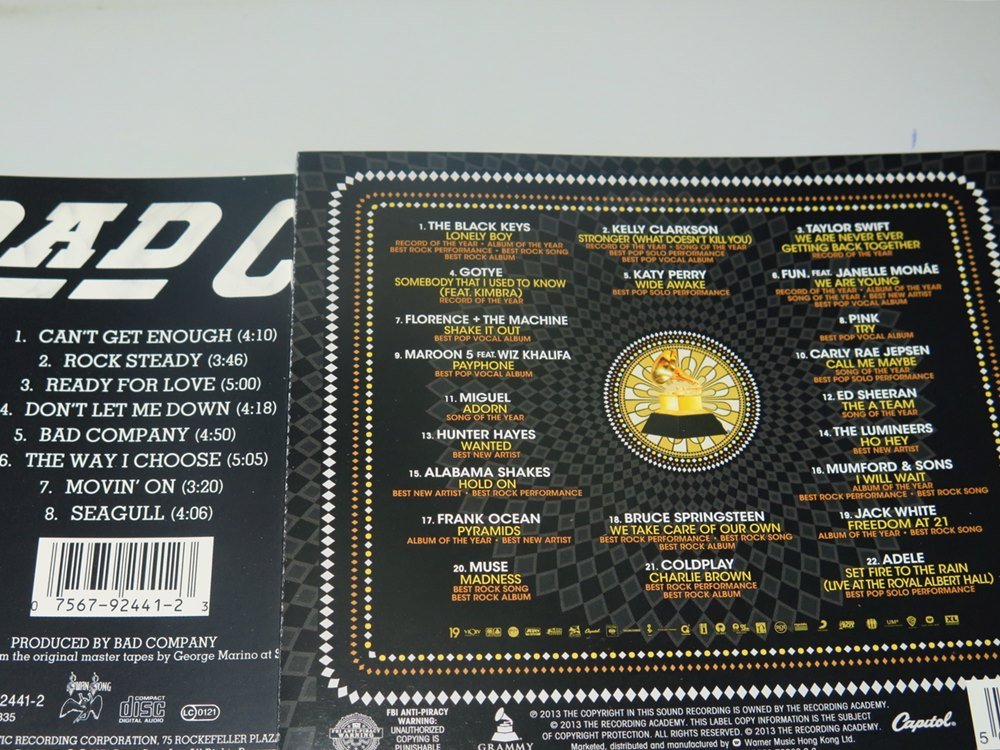 BAD C
1. CAN'T GET ENOUGH (4:10)
2. ROCK STEADY (3:46)
3. READY FOR LOVE (5:00)
4. DON'T LET ME DOWN (4:18)
5. BAD COMPANY (4:50)
6. THE WAY I CHOOSE (5:05)
7. MOVIN' ON (3:20)
8. SEAGULL (4:06)
0 7567-92441-2 3
PRODUCED BY BAD COMPANY
m the original master tapes by George Marino at S
2441-2
335
SWAN SONG
COMPACT
disc
DIGITAL AUDIO
LC 0121
TIC RECORDING CORPORATION, 75 ROCKEFELLER PLAZA
1. THE BLACK KEYS
LONELY BOY
RECORD OF THE YEAR • ALBUM OF THE YEAR
BEST ROCK PERFORMANCE • BEST ROCK SONG
BEST ROCK ALBUM
2. KELLY CLARKSON
STRONGER (WHAT DOESN'T KILL YOU)
RECORD OF THE YEAR • SONG OF THE YEAR
BEST POP SOLO PERFORMANCE
BEST POP VOCAL ALBUM
3. TAYLOR SWIFT
WE ARE NEVER EVER
GETTING BACK TOGETHER
RECORD OF THE YEAR
4. GOTYE
SOMEBODY THAT I USED TO KNOW
(FEAT. KIMBRA)
RECORD OF THE YEAR
5. KATY PERRY
WIDE AWAKE
BEST POP SOLO PERFORMANCE
6. FUN. FEAT. JANELLE MONÁE
WE ARE YOUNG
RECORD OF THE YEAR • ALBUM OF THE YEAR
SONG OF THE YEAR • BEST NEW ARTIST
BEST POP VOCAL ALBUM
7. FLORENCE + THE MACHINE
SHAKE IT OUT
BEST POP VOCAL ALBUM
8. P!NK
TRY
BEST POP VOCAL ALBUM
9. MAROON 5 FEAT. WIZ KHALIFA
PAYPHONE
BEST POP VOCAL ALBUM
10. CARLY RAE JEPSEN
CALL ME MAYBE
SONG OF THE YEAR
BEST POP SOLO PERFORMANCE
11. MIGUEL
ADORN
SONG OF THE YEAR
12. ED SHEERAN
THE A TEAM
SONG OF THE YEAR
13. HUNTER HAYES
WANTED
BEST NEW ARTIST
14. THE LUMINEERS
HO HEY
BEST NEW ARTIST
15. ALABAMA SHAKES
HOLD ON
BEST NEW ARTIST • BEST ROCK PERFORMANCE
16. MUMFORD & SONS
I WILL WAIT
ALBUM OF THE YEAR
BEST ROCK PERFORMANCE • BEST ROCK SONG
17. FRANK OCEAN
PYRAMIDS
ALBUM OF THE YEAR • BEST NEW ARTIST
18. BRUCE SPRINGSTEEN
WE TAKE CARE OF OUR OWN
BEST ROCK PERFORMANCE • BEST ROCK SONG
BEST ROCK ALBUM
19. JACK WHITE
FREEDOM AT 21
ALBUM OF THE YEAR • BEST ROCK SONG
20. MUSE
MADNESS
BEST ROCK SONG
BEST ROCK ALBUM
21. COLDPLAY
CHARLIE BROWN
BEST ROCK PERFORMANCE
BEST ROCK ALBUM
22. ADELE
SET FIRE TO THE RAIN
(LIVE AT THE ROYAL ALBERT HALL)
BEST POP SOLO PERFORMANCE
19
FBI ANTI-PIRACY
WARNING:
UNAUTHORIZED
COPYING IS
PUNISHABLE
GRAMMY
℗ 2013 THE COPYRIGHT IN THIS SOUND RECORDING IS OWNED BY THE RECORDING ACADEMY.
© 2013 THE RECORDING ACADEMY. THIS LABEL COPY INFORMATION IS THE SUBJECT
OF COPYRIGHT PROTECTION. ALL RIGHTS RESERVED. © 2013 THE RECORDING ACADEMY.
Marketed, distributed and manufactured by Warner Music Hong Kong Ltd.
Capitol
5